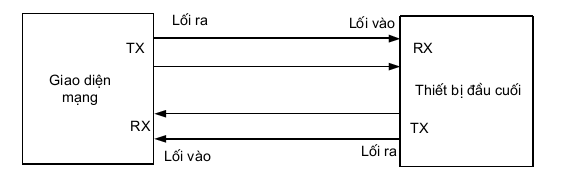 Lối ra
Lối vào
TX
RX
Giao diện
mạng
Thiết bị đầu cuối
RX
TX
Lối vào
Lối ra